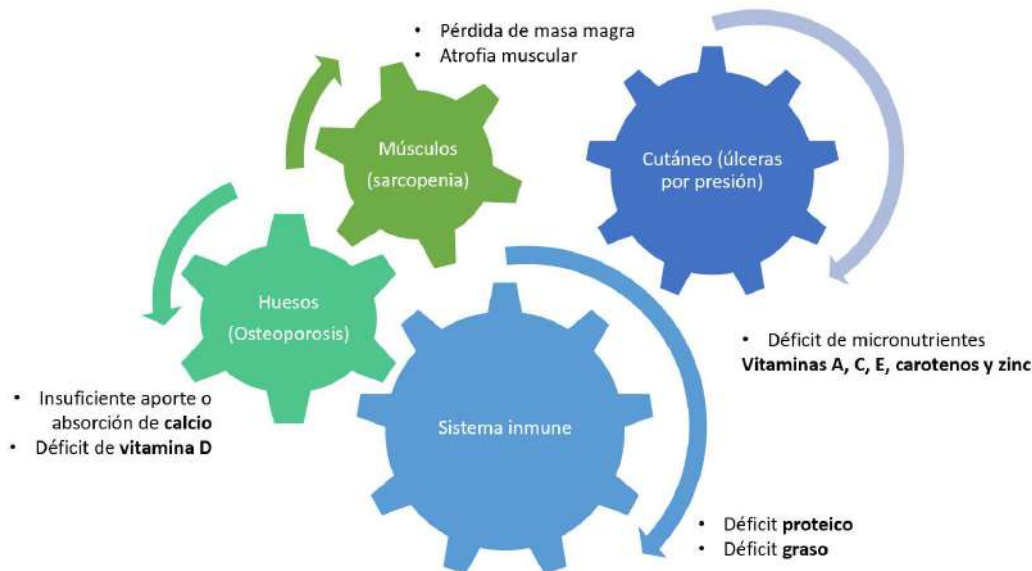 • Pérdida de masa magra
• Atrofia muscular
Músculos
(sarcopenia)
Cutáneo (úlceras
por presión)
Huesos
(Osteoporosis)
• Déficit de micronutrientes
Vitaminas A, C, E, carotenos y zinc
• Insuficiente aporte o
absorción de calcio
• Déficit de vitamina D
Sistema inmune
• Déficit proteico
• Déficit graso